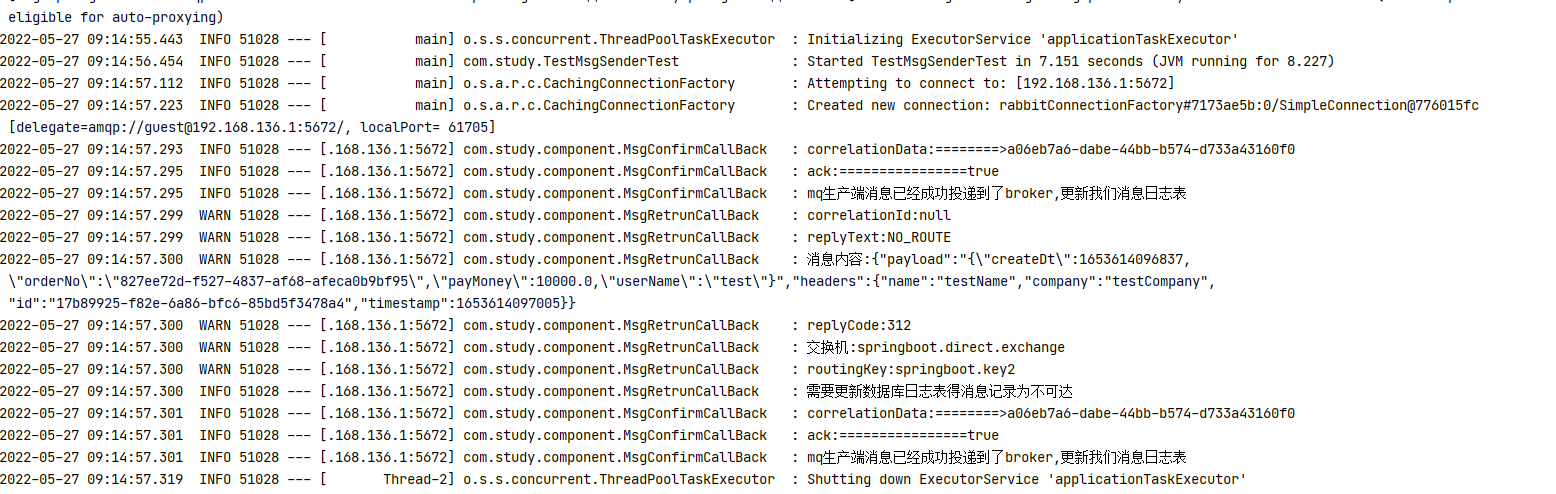 eligible for auto-proxying)
2022-05-27 09:14:55.443  INFO 51028 --- [           main] o.s.s.concurrent.ThreadPoolTaskExecutor  : Initializing ExecutorService 'applicationTaskExecutor'
2022-05-27 09:14:56.454  INFO 51028 --- [           main] com.study.TestMsgSenderTest              : Started TestMsgSenderTest in 7.151 seconds (JVM running for 8.227)
2022-05-27 09:14:57.112  INFO 51028 --- [           main] o.s.a.r.c.CachingConnectionFactory       : Attempting to connect to: [192.168.136.1:5672]
2022-05-27 09:14:57.223  INFO 51028 --- [           main] o.s.a.r.c.CachingConnectionFactory       : Created new connection: rabbitConnectionFactory#7173ae5b:0/SimpleConnection@776015fc
[delegate=amqp://guest@192.168.136.1:5672/, localPort= 61705]
2022-05-27 09:14:57.293  INFO 51028 --- [.168.136.1:5672] com.study.component.MsgConfirmCallBack   : correlationData:========>a06eb7a6-dabe-44bb-b574-d733a43160f0
2022-05-27 09:14:57.295  INFO 51028 --- [.168.136.1:5672] com.study.component.MsgConfirmCallBack   : ack:================true
2022-05-27 09:14:57.295  INFO 51028 --- [.168.136.1:5672] com.study.component.MsgConfirmCallBack   : mq生产端消息已经成功投递到了broker,更新我们消息日志表
2022-05-27 09:14:57.299  WARN 51028 --- [.168.136.1:5672] com.study.component.MsgRetrunCallBack    : correlationId:null
2022-05-27 09:14:57.299  WARN 51028 --- [.168.136.1:5672] com.study.component.MsgRetrunCallBack    : replyText:NO_ROUTE
2022-05-27 09:14:57.300  WARN 51028 --- [.168.136.1:5672] com.study.component.MsgRetrunCallBack    : 消息内容:{"payload":"{\"createDt\":1653614096837,
\"orderNo\":\"827ee72d-f527-4837-af68-afeca0b9bf95\",\"payMoney\":10000.0,\"userName\":\"test\"}","headers":{"name":"testName","company":"testCompany",
"id":"17b89925-f82e-6a86-bfc6-85bd5f3478a4","timestamp":1653614097005}}
2022-05-27 09:14:57.300  WARN 51028 --- [.168.136.1:5672] com.study.component.MsgRetrunCallBack    : replyCode:312
2022-05-27 09:14:57.300  WARN 51028 --- [.168.136.1:5672] com.study.component.MsgRetrunCallBack    : 交换机:springboot.direct.exchange
2022-05-27 09:14:57.300  WARN 51028 --- [.168.136.1:5672] com.study.component.MsgRetrunCallBack    : routingKey:springboot.key2
2022-05-27 09:14:57.300  INFO 51028 --- [.168.136.1:5672] com.study.component.MsgRetrunCallBack    : 需要更新数据库日志表得消息记录为不可达
2022-05-27 09:14:57.301  INFO 51028 --- [.168.136.1:5672] com.study.component.MsgConfirmCallBack   : correlationData:========>a06eb7a6-dabe-44bb-b574-d733a43160f0
2022-05-27 09:14:57.301  INFO 51028 --- [.168.136.1:5672] com.study.component.MsgConfirmCallBack   : ack:================true
2022-05-27 09:14:57.301  INFO 51028 --- [.168.136.1:5672] com.study.component.MsgConfirmCallBack   : mq生产端消息已经成功投递到了broker,更新我们消息日志表
2022-05-27 09:14:57.319  INFO 51028 --- [       Thread-2] o.s.s.concurrent.ThreadPoolTaskExecutor  : Shutting down ExecutorService 'applicationTaskExecutor'